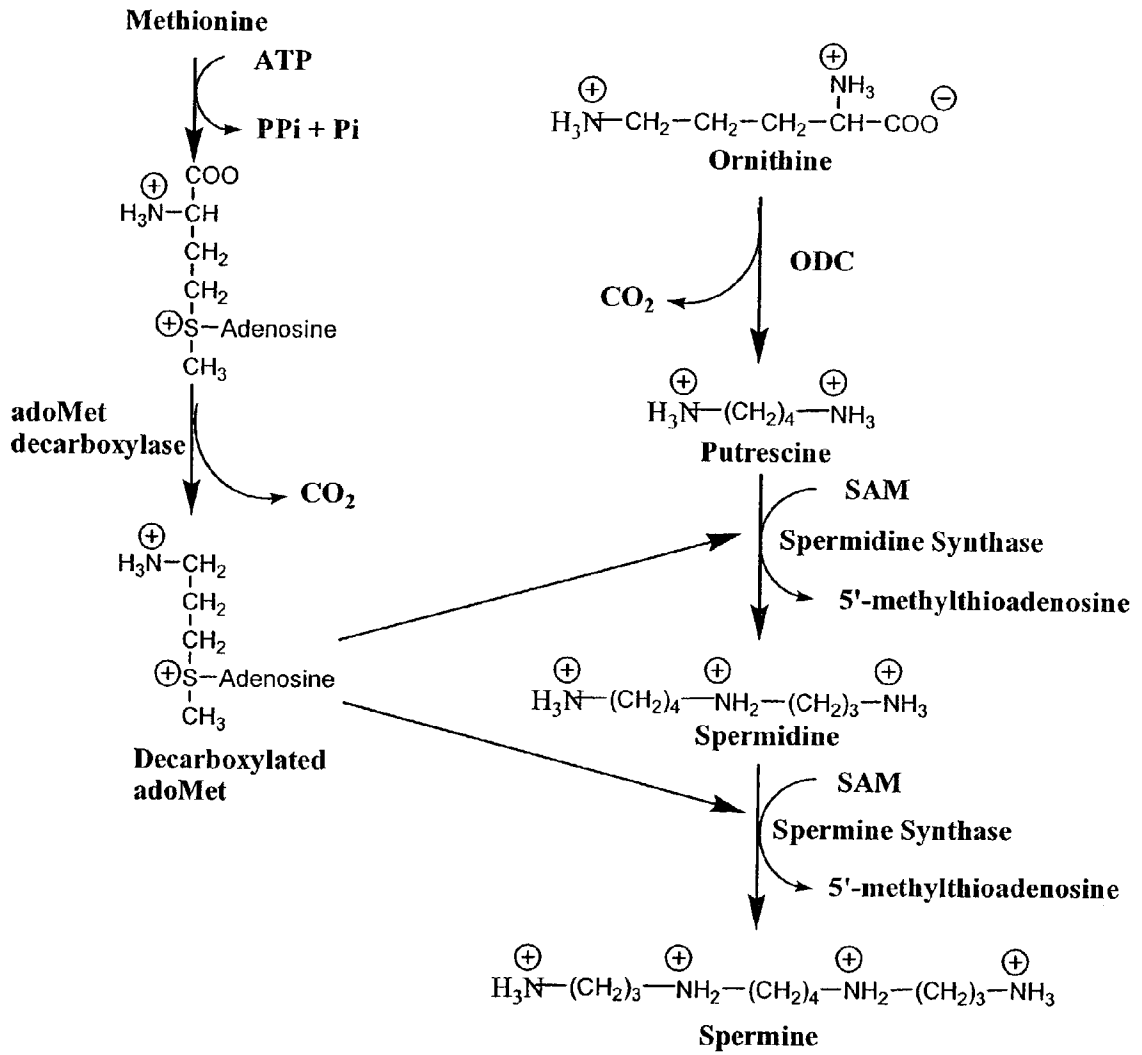 Methionine
ATP
PPi + Pi
COO
⊕
H₃N–CH
CH₂
CH₂
⊕S–Adenosine
CH₃
adoMet
decarboxylase
CO₂
⊕
H₃N–CH₂
CH₂
CH₂
⊕S–Adenosine
CH₃
Decarboxylated
adoMet
⊕ ⊕
NH₃ ⊖
H₃N–CH₂–CH₂–CH₂–CH–COO
Ornithine
ODC
CO₂
⊕ ⊕
H₃N–(CH₂)₄–NH₃
Putrescine
SAM
Spermidine Synthase
5'-methylthioadenosine
⊕ ⊕ ⊕
H₃N–(CH₂)₄–NH₂–(CH₂)₃–NH₃
Spermidine
SAM
Spermine Synthase
5'-methylthioadenosine
⊕ ⊕ ⊕ ⊕
H₃N–(CH₂)₃–NH₂–(CH₂)₄–NH₂–(CH₂)₃–NH₃
Spermine